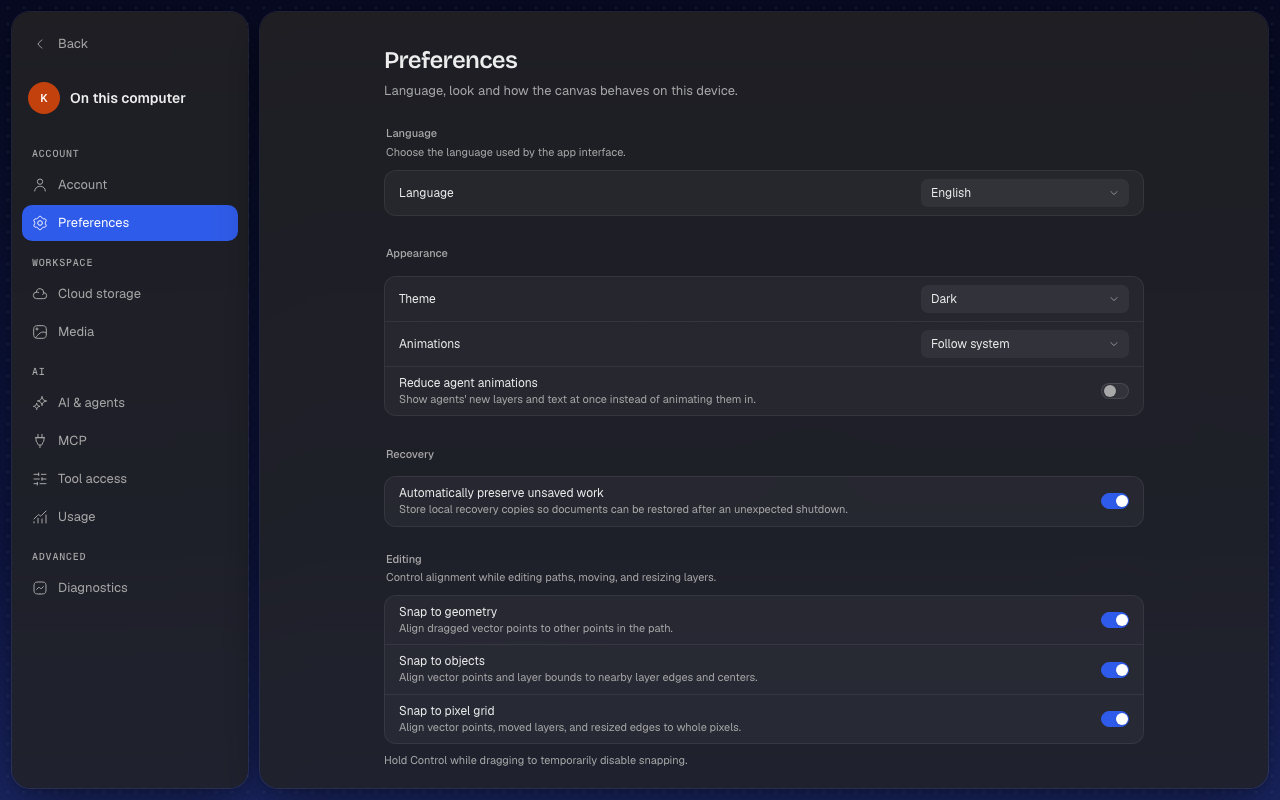 Back
K
On this computer
ACCOUNT
Account
Preferences
WORKSPACE
Cloud storage
Media
AI
AI & agents
MCP
Tool access
Usage
ADVANCED
Diagnostics
Preferences
Language, look and how the canvas behaves on this device.
Language
Choose the language used by the app interface.
Language
English
Appearance
Theme
Dark
Animations
Follow system
Reduce agent animations
Show agents' new layers and text at once instead of animating them in.
Recovery
Automatically preserve unsaved work
Store local recovery copies so documents can be restored after an unexpected shutdown.
Editing
Control alignment while editing paths, moving, and resizing layers.
Snap to geometry
Align dragged vector points to other points in the path.
Snap to objects
Align vector points and layer bounds to nearby layer edges and centers.
Snap to pixel grid
Align vector points, moved layers, and resized edges to whole pixels.
Hold Control while dragging to temporarily disable snapping.